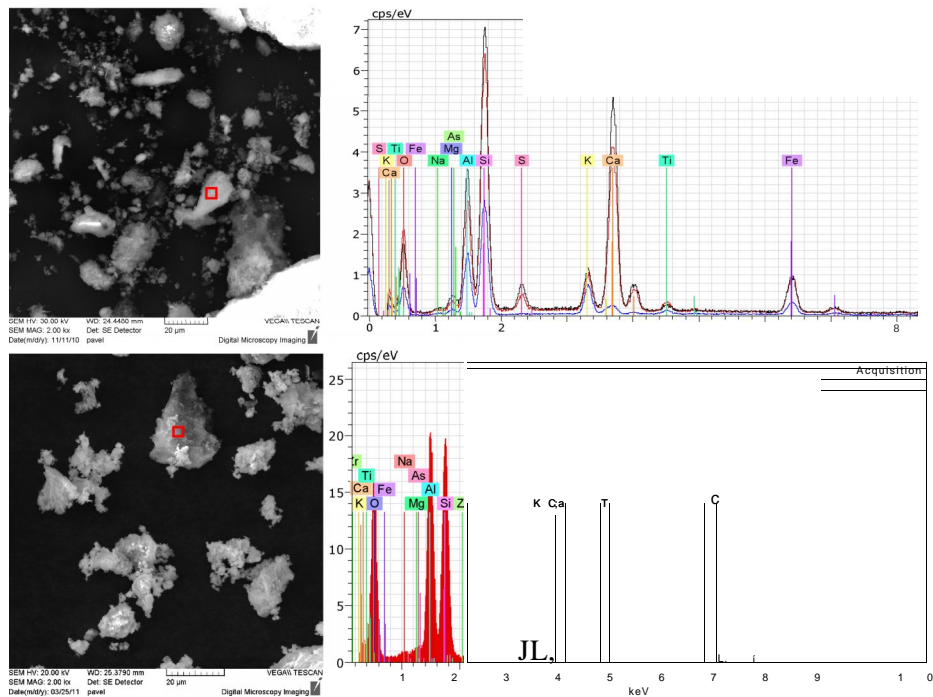 cps/eV
7
6
5
4
3
2
1
0
As
S Ti Fe Mg
K O Na Al Si S K Ca Ti Fe
Ca
0 1 2 8
SEM HV: 30.00 kV WD: 24.4480 mm
SEM MAG: 2.00 kx Det: SE Detector 20 µm
Date(m/d/y): 11/11/10 pavel
VEGA\\ TESCAN
Digital Microscopy Imaging
cps/eV
25
20
15
10
5
0
Na
Ti As
Ca Fe Al
K O Mg Si Z
Acquisition
K C;a T C
JL,
1 2 3 4 5 6 7 8 9 1 0
keV
SEM HV: 20.00 kV WD: 25.3790 mm
SEM MAG: 2.00 kx Det: SE Detector 20 µm
Date(m/d/y): 03/25/11 pavel
VEGA\\ TESCAN
Digital Microscopy Imaging